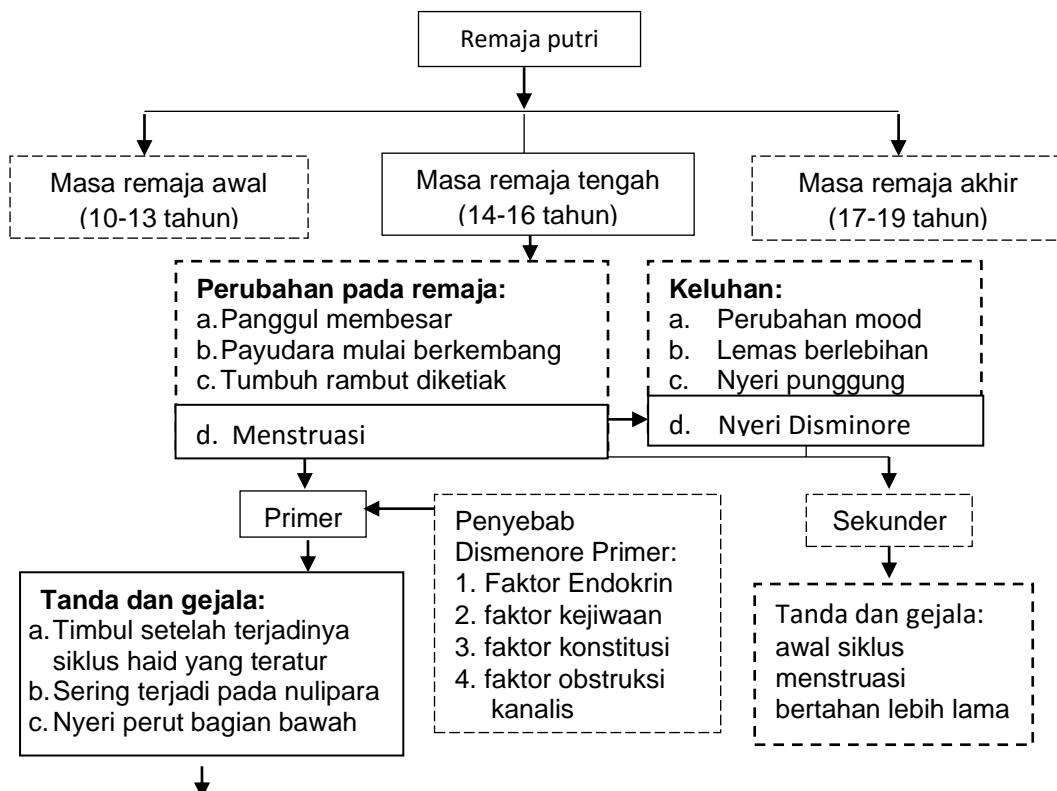 Remaja putri
Masa remaja awal
(10-13 tahun)
Masa remaja tengah
(14-16 tahun)
Masa remaja akhir
(17-19 tahun)
Perubahan pada remaja:
a. Panggul membesar
b. Payudara mulai berkembang
c. Tumbuh rambut diketiak
d. Menstruasi
Keluhan:
a. Perubahan mood
b. Lemas berlebihan
c. Nyeri punggung
d. Nyeri Disminore
Primer
Penyebab
Dismenore Primer:
1. Faktor Endokrin
2. faktor kejiwaan
3. faktor konstitusi
4. faktor obstruksi
kanalis
Sekunder
Tanda dan gejala:
a. Timbul setelah terjadinya
siklus haid yang teratur
b. Sering terjadi pada nulipara
c. Nyeri perut bagian bawah
Tanda dan gejala:
awal siklus
menstruasi
bertahan lebih lama